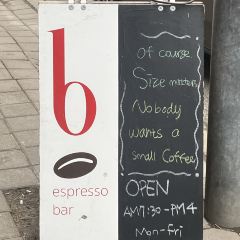 b
espresso
bar
Of course
Size matters
Nobody
wants a
small Coffee
OPEN
AM7:30-PM4
Mon-Fri